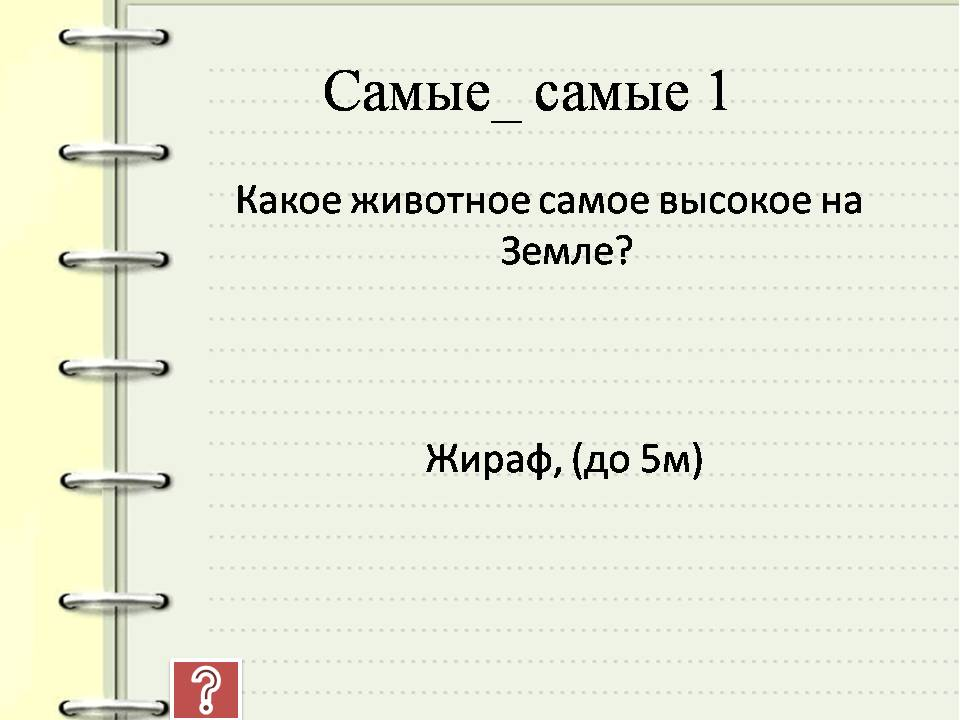 Самые_ самые 1
Какое животное самое высокое на
Земле?
Жираф, (до 5м)
?